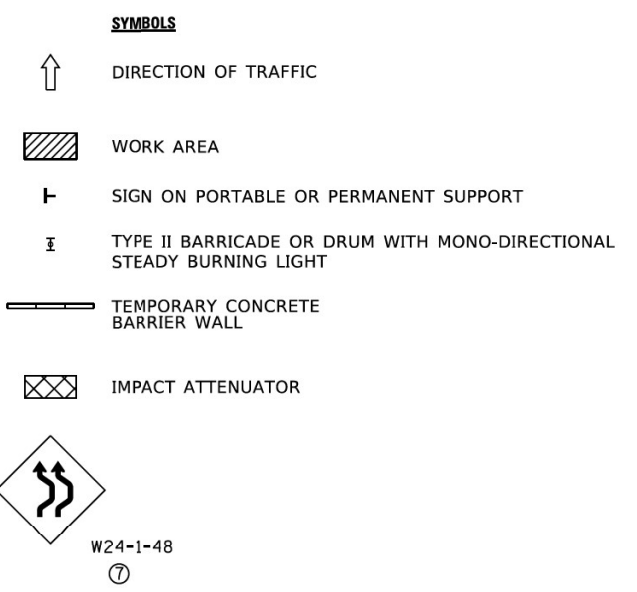 SYMBOLS
DIRECTION OF TRAFFIC
WORK AREA
SIGN ON PORTABLE OR PERMANENT SUPPORT
TYPE II BARRICADE OR DRUM WITH MONO-DIRECTIONAL
STEADY BURNING LIGHT
TEMPORARY CONCRETE
BARRIER WALL
IMPACT ATTENUATOR
W24-1-48
7